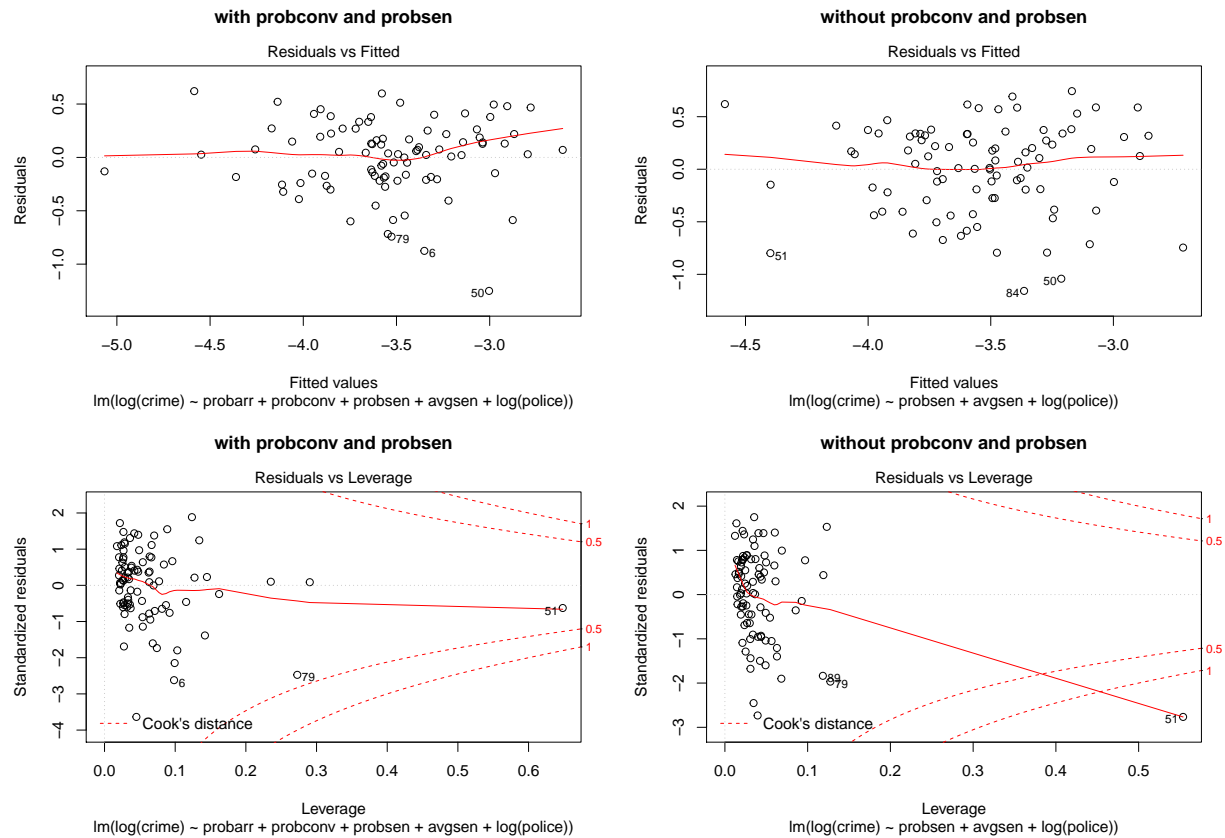 with probconv and probsen
Residuals vs Fitted
Residuals
0.5
0.0
−0.5
−1.0
79
6
50
−5.0 −4.5 −4.0 −3.5 −3.0
Fitted values
lm(log(crime) ~ probarr + probconv + probsen + avgsen + log(police))
without probconv and probsen
Residuals vs Fitted
Residuals
0.5
0.0
−0.5
−1.0
51
84
50
−4.5 −4.0 −3.5 −3.0
Fitted values
lm(log(crime) ~ probsen + avgsen + log(police))
with probconv and probsen
Residuals vs Leverage
Standardized residuals
2
1
0
−1
−2
−3
−4
1
0.5
0.5
1
51
79
6
Cook's distance
0.0 0.1 0.2 0.3 0.4 0.5 0.6
Leverage
lm(log(crime) ~ probarr + probconv + probsen + avgsen + log(police))
without probconv and probsen
Residuals vs Leverage
Standardized residuals
2
1
0
−1
−2
−3
1
0.5
0.5
1
89
79
51
Cook's distance
0.0 0.1 0.2 0.3 0.4 0.5
Leverage
lm(log(crime) ~ probsen + avgsen + log(police))